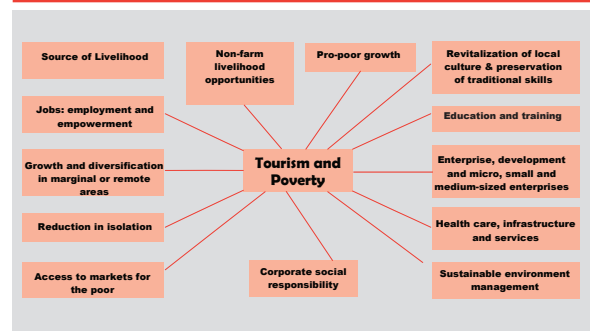 Source of Livelihood
Non-farm
livelihood
opportunities
Pro-poor growth
Revitalization of local
culture & preservation
of traditional skills
Jobs: employment and
empowerment
Education and training
Growth and diversification
in marginal or remote
areas
Tourism and
Poverty
Enterprise, development
and micro, small and
medium-sized enterprises
Reduction in isolation
Health care, infrastructure
and services
Access to markets for
the poor
Corporate social
responsibility
Sustainable environment
management